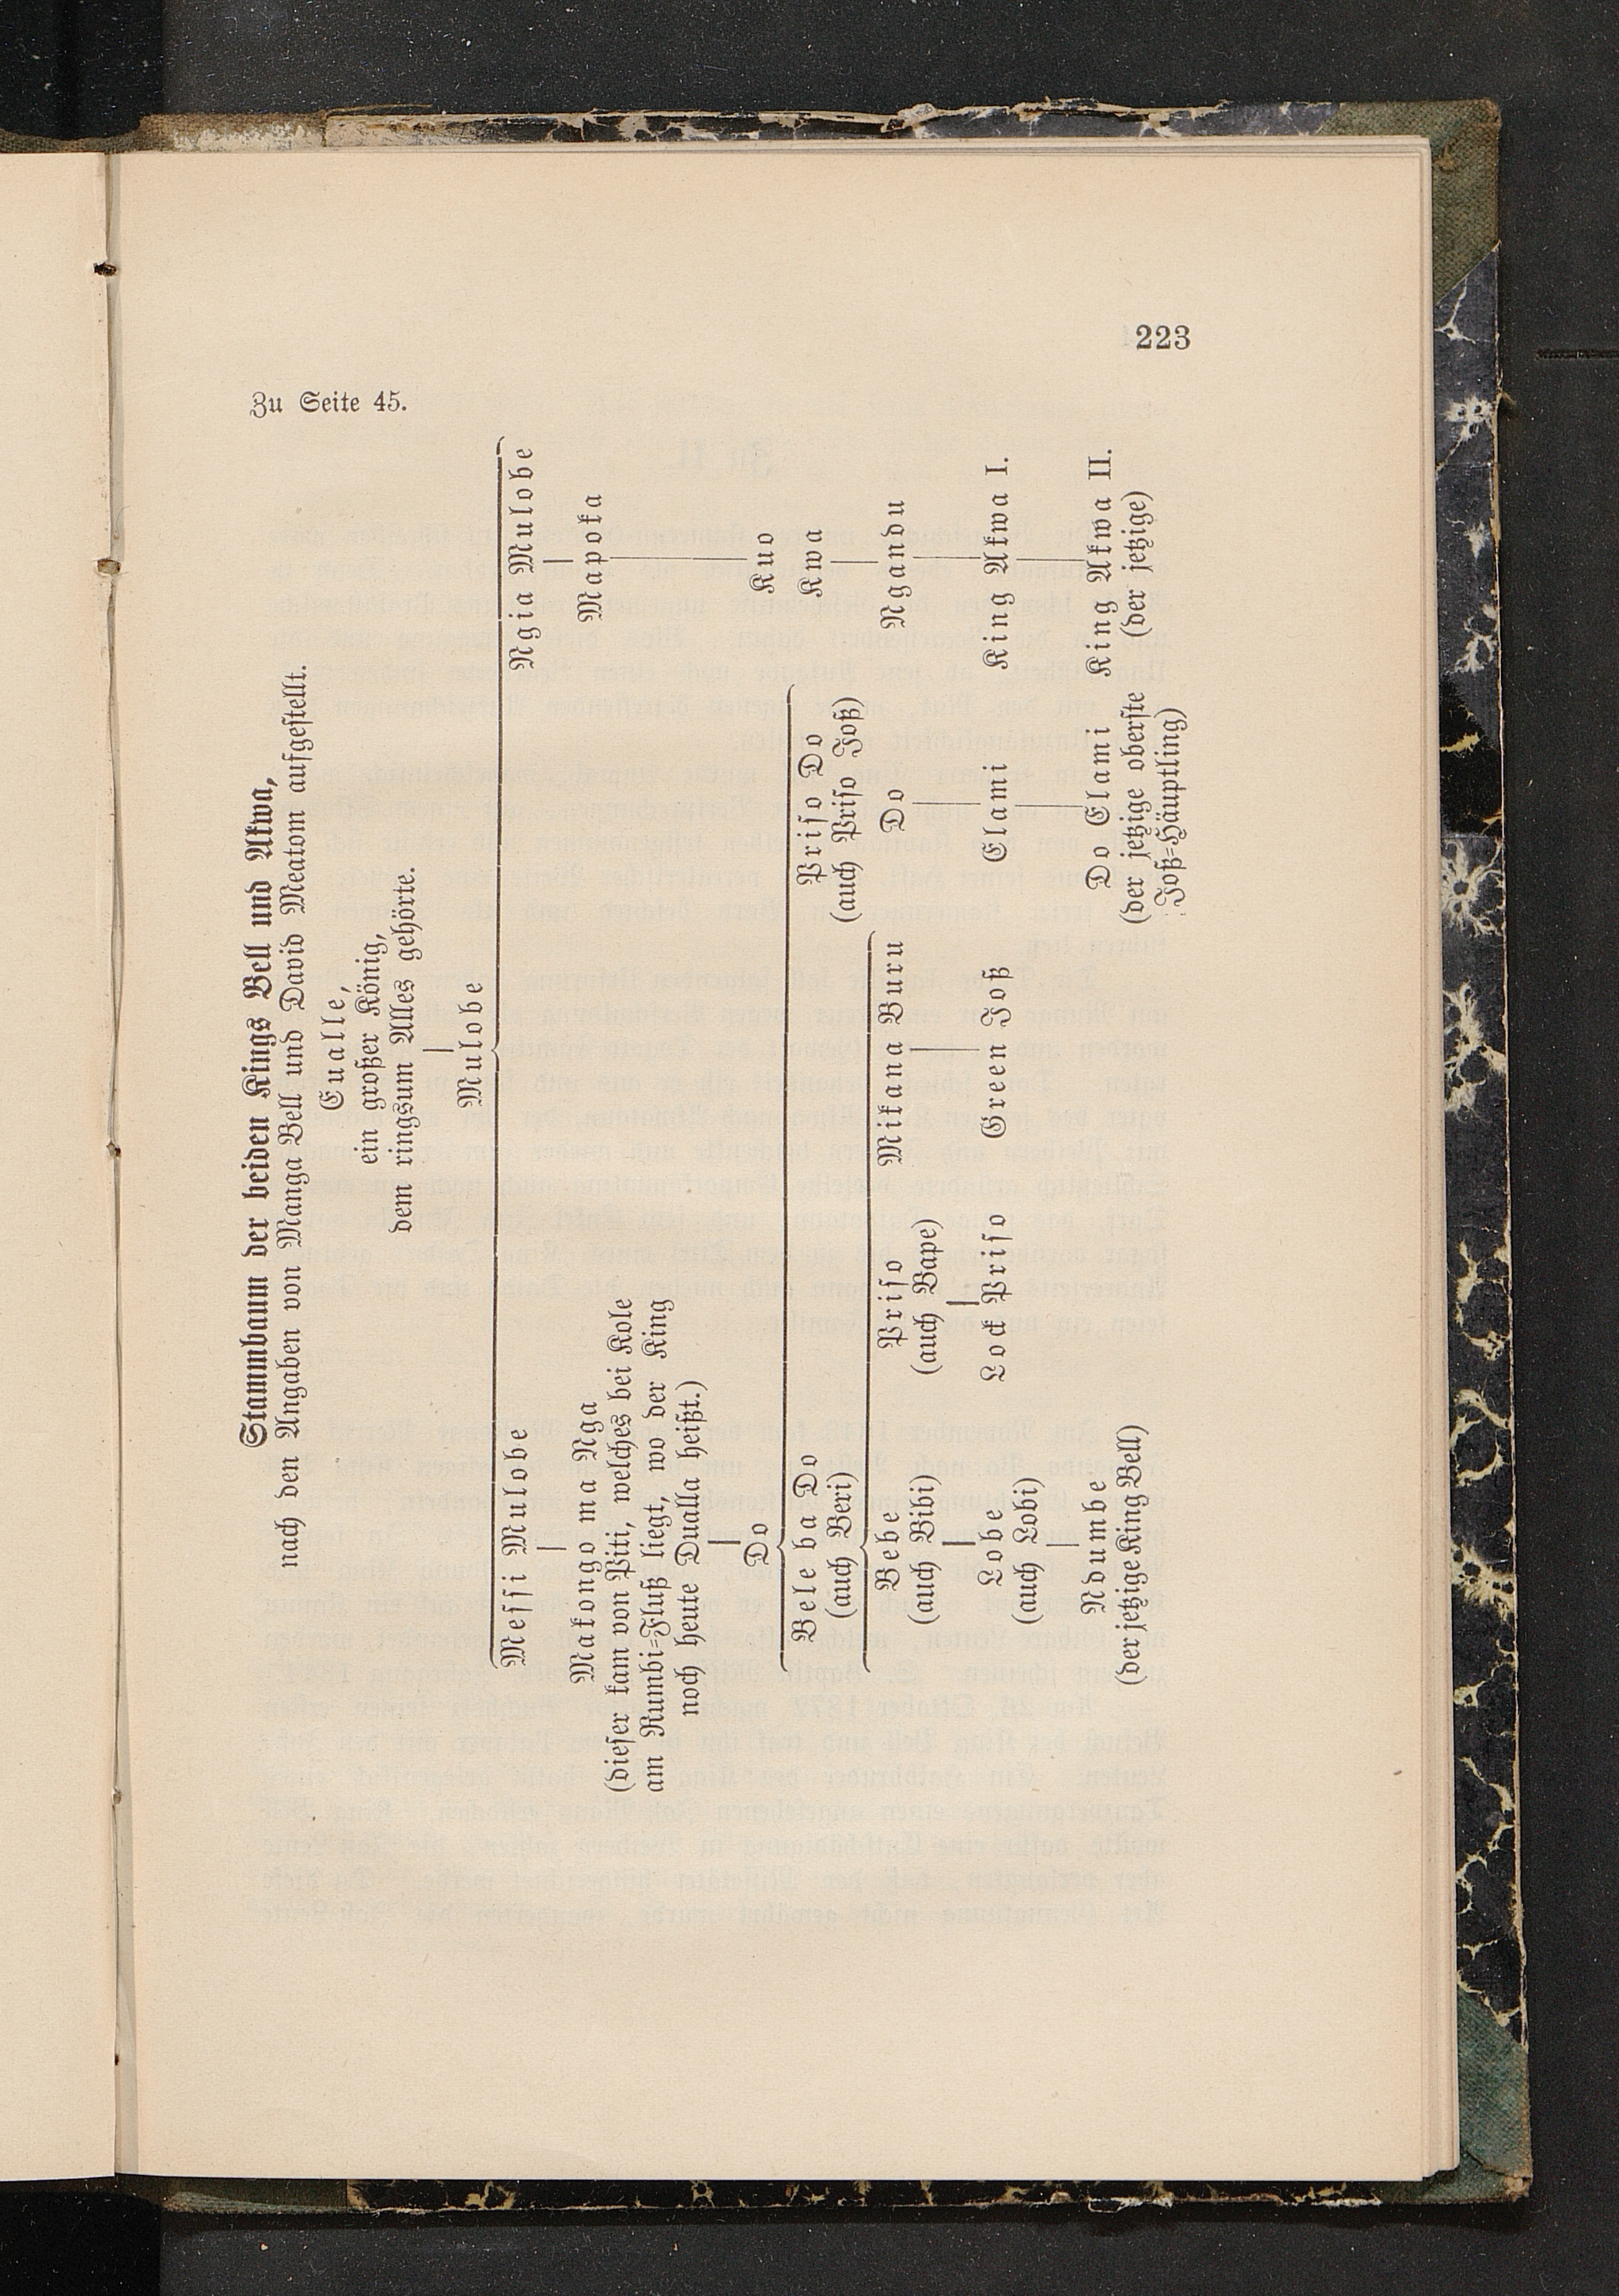 223
Zu Seite 45.
Stammbaum der beiden Kings Bell und Akwa,
nach den Angaben von Manga Bell und David Meatom aufgestellt.
Eualle,
ein großer König,
dem ringsum Alles gehörte.
Mulobe
Messi Mulobe
Ngia Mulobe
Makongo ma Nga
Mapoka
(dieser kam von Piti, welches bei Kole
am Rumbi-Fluß liegt, wo der King
noch heute Dualla heißt.)
Do
Kuo
Bele ba Do
Priso Do
Kwa
(auch Beri)
(auch Priso Joß)
Bebe
Priso
Mikana Buru
Do
Ngandu
(auch Bibi)
(auch Bape)
Lobe
Lock Priso
Green Joß
Elami
King Akwa I.
(auch Lobi)
Ndumbe
Do Elami
King Akwa II.
(der jetzige King Bell)
(der jetzige oberste
(der jetzige)
Joß-Häuptling)